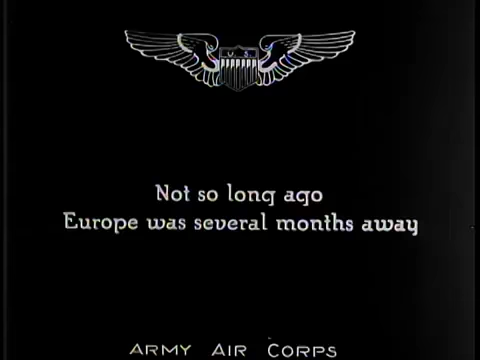 U. S.
Not so long ago
Europe was several months away
ARMY AIR CORPS